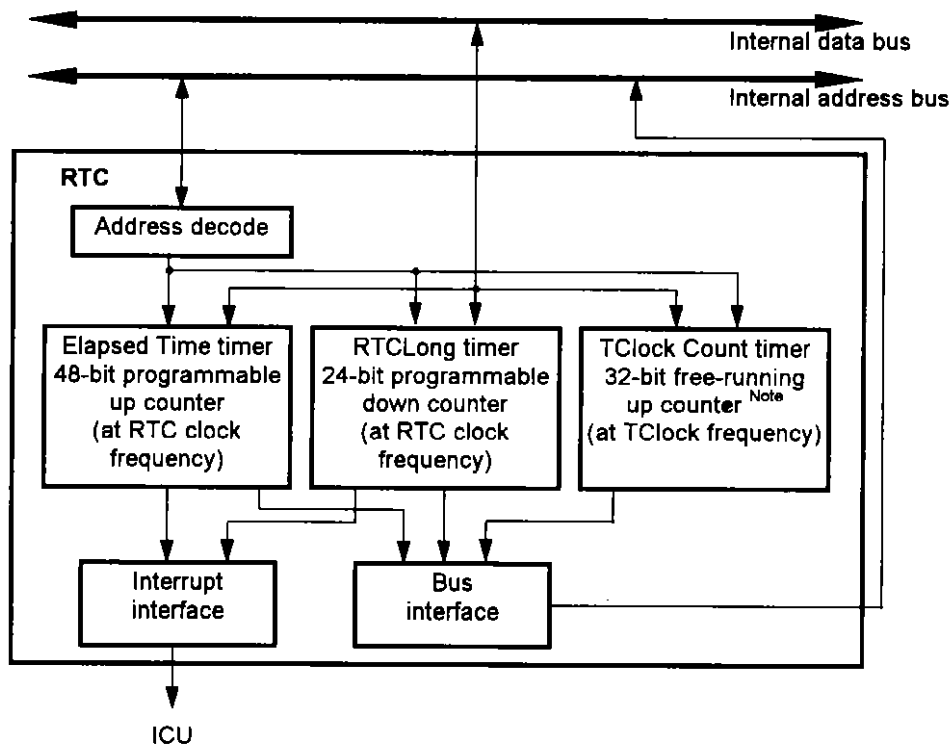 Internal data bus
Internal address bus
RTC
Address decode
Elapsed Time timer
48-bit programmable
up counter
(at RTC clock
frequency)
RTCLong timer
24-bit programmable
down counter
(at RTC clock
frequency)
TClock Count timer
32-bit free-running
up counter Note
(at TClock frequency)
Interrupt
interface
Bus
interface
ICU